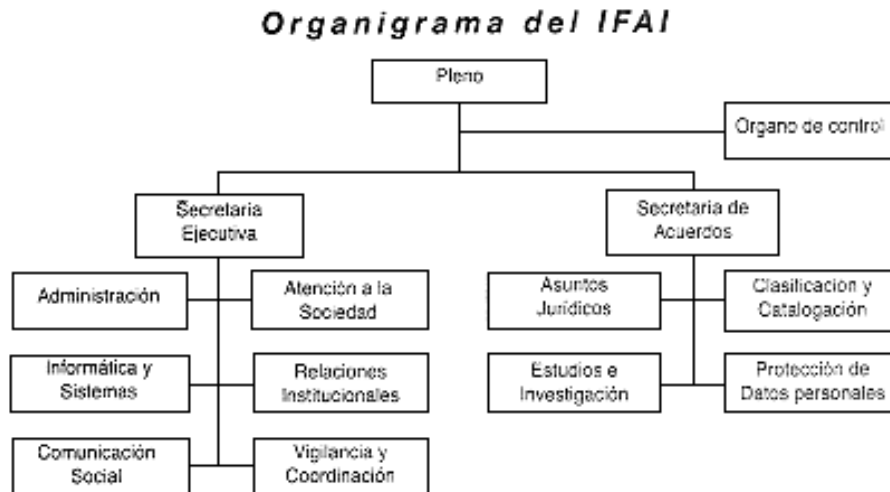 Organigrama del IFAI
Pleno
Organo de control
Secretaria
Ejecutiva
Secretaria de
Acuerdos
Administración
Atención a la
Sociedad
Asuntos
Jurídicos
Clasificacion y
Catalogación
Informática y
Sistemas
Relaciones
Institucionales
Estudios e
Investigación
Protección de
Datos personales
Comunicación
Social
Vigilancia y
Coordinación